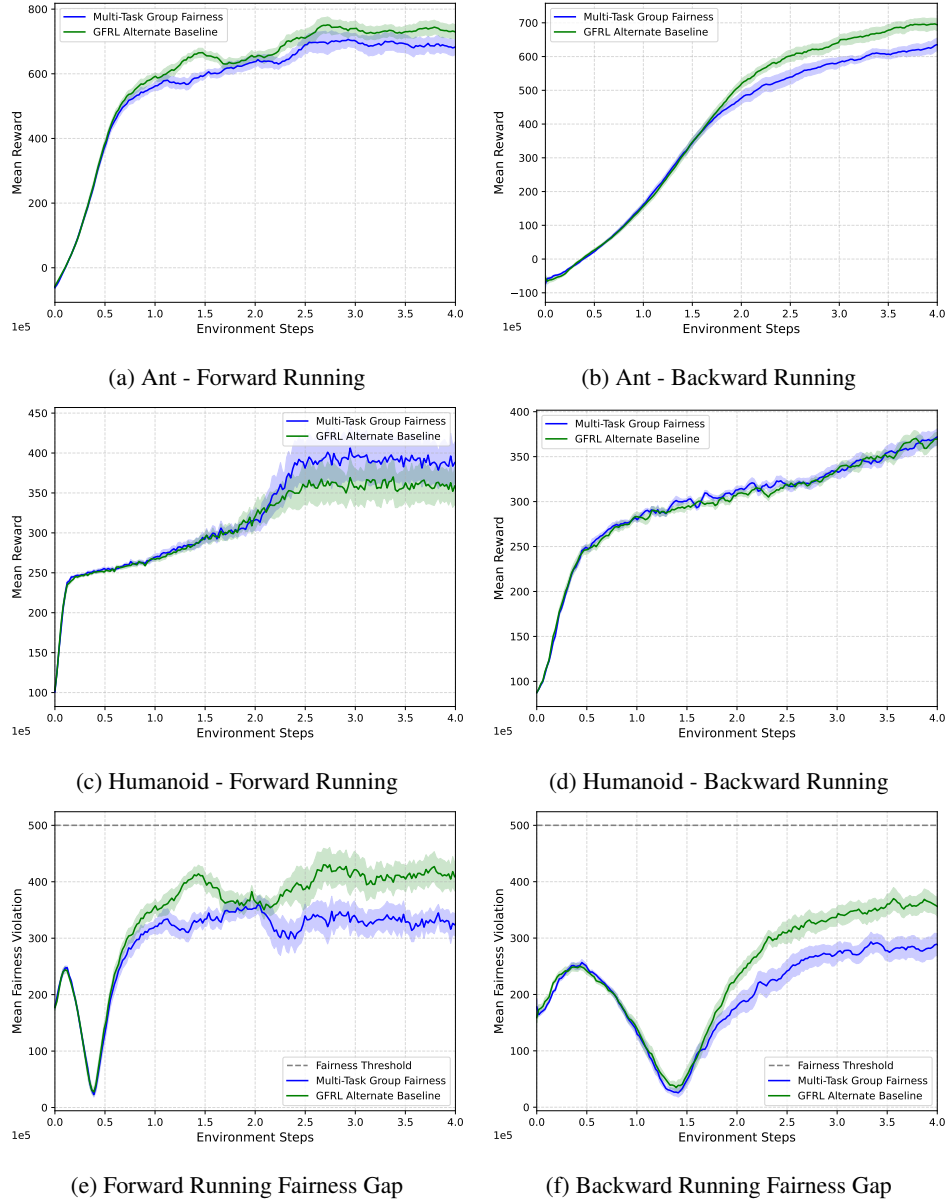 Multi-Task Group Fairness
GFRL Alternate Baseline
Mean Reward
800
600
400
200
0
0.0 0.5 1.0 1.5 2.0 2.5 3.0 3.5 4.0
1e5
Environment Steps
(a) Ant - Forward Running
Multi-Task Group Fairness
GFRL Alternate Baseline
Mean Reward
700
600
500
400
300
200
100
0
−100
0.0 0.5 1.0 1.5 2.0 2.5 3.0 3.5 4.0
1e5
Environment Steps
(b) Ant - Backward Running
Multi-Task Group Fairness
GFRL Alternate Baseline
Mean Reward
450
400
350
300
250
200
150
100
0.0 0.5 1.0 1.5 2.0 2.5 3.0 3.5 4.0
1e5
Environment Steps
(c) Humanoid - Forward Running
Multi-Task Group Fairness
GFRL Alternate Baseline
Mean Reward
400
350
300
250
200
150
100
0.0 0.5 1.0 1.5 2.0 2.5 3.0 3.5 4.0
1e5
Environment Steps
(d) Humanoid - Backward Running
Mean Fairness Violation
500
400
300
200
100
0
Fairness Threshold
Multi-Task Group Fairness
GFRL Alternate Baseline
0.0 0.5 1.0 1.5 2.0 2.5 3.0 3.5 4.0
1e5
Environment Steps
(e) Forward Running Fairness Gap
Mean Fairness Violation
500
400
300
200
100
0
Fairness Threshold
Multi-Task Group Fairness
GFRL Alternate Baseline
0.0 0.5 1.0 1.5 2.0 2.5 3.0 3.5 4.0
1e5
Environment Steps
(f) Backward Running Fairness Gap